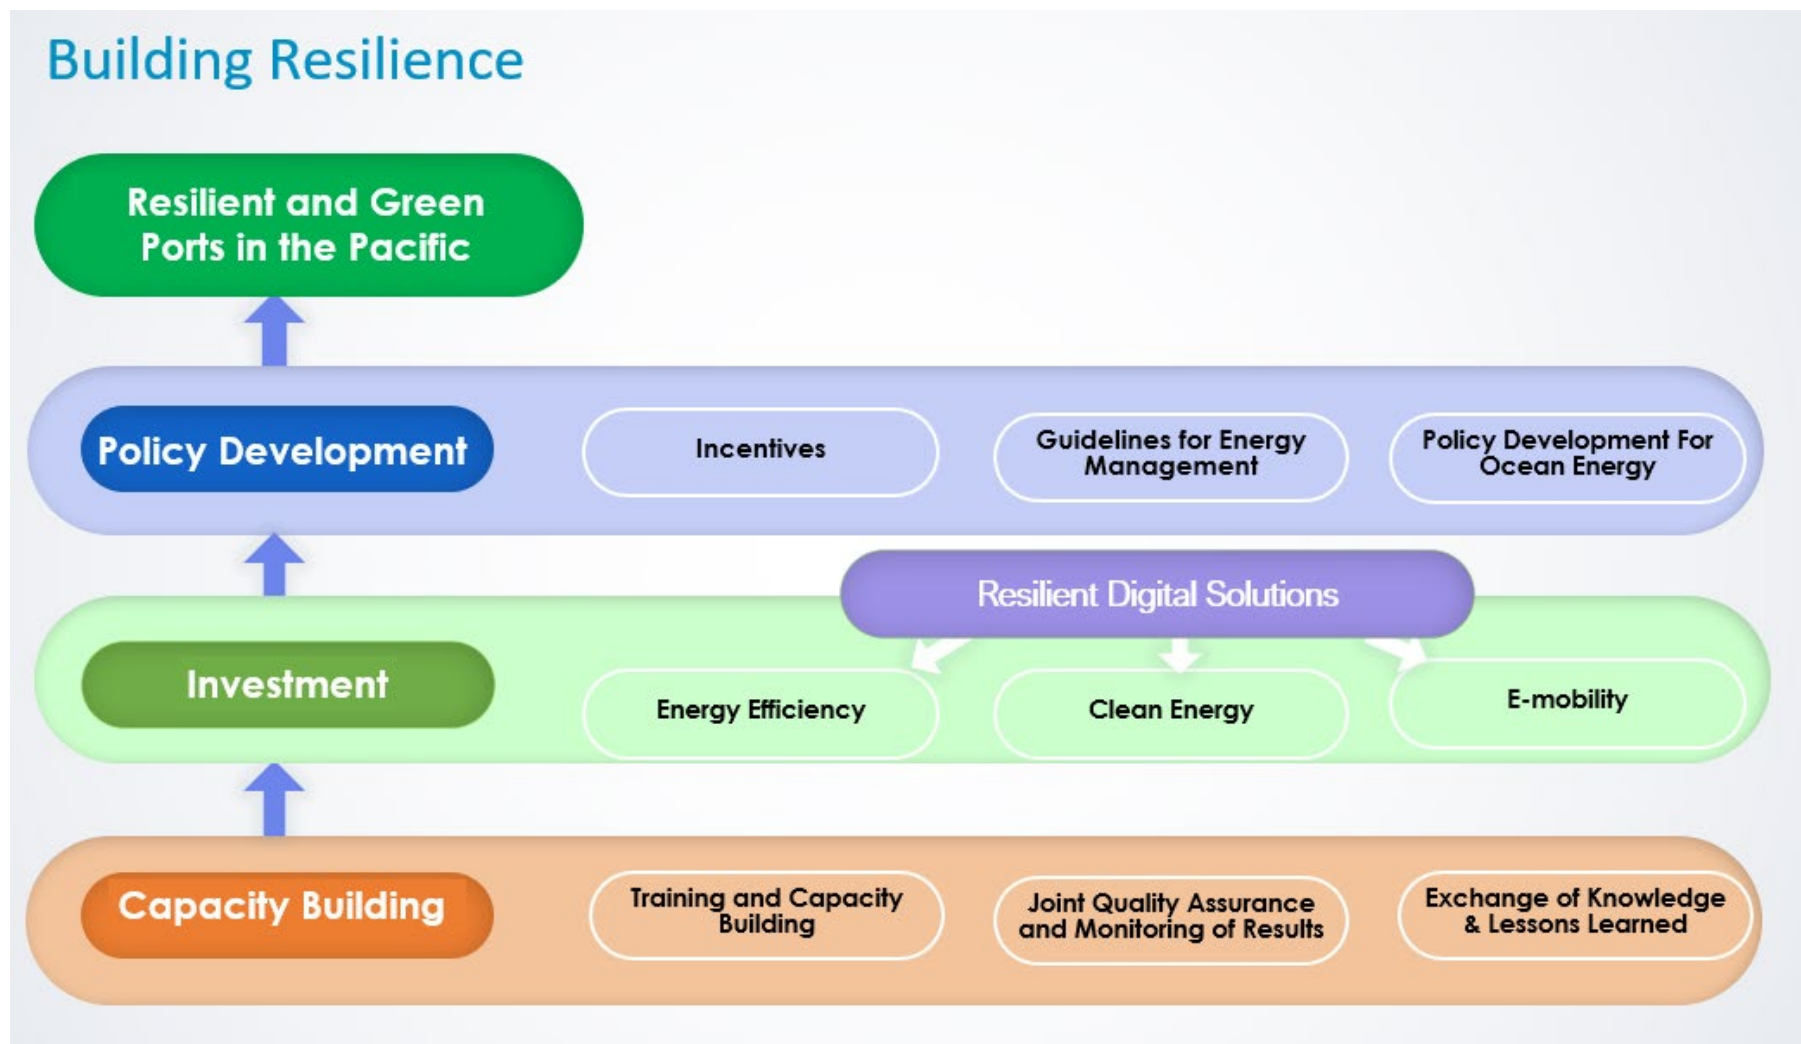 Building Resilience
Resilient and Green
Ports in the Pacific
Policy Development
Incentives
Guidelines for Energy
Management
Policy Development For
Ocean Energy
Resilient Digital Solutions
Investment
Energy Efficiency
Clean Energy
E-mobility
Capacity Building
Training and Capacity
Building
Joint Quality Assurance
and Monitoring of Results
Exchange of Knowledge
& Lessons Learned